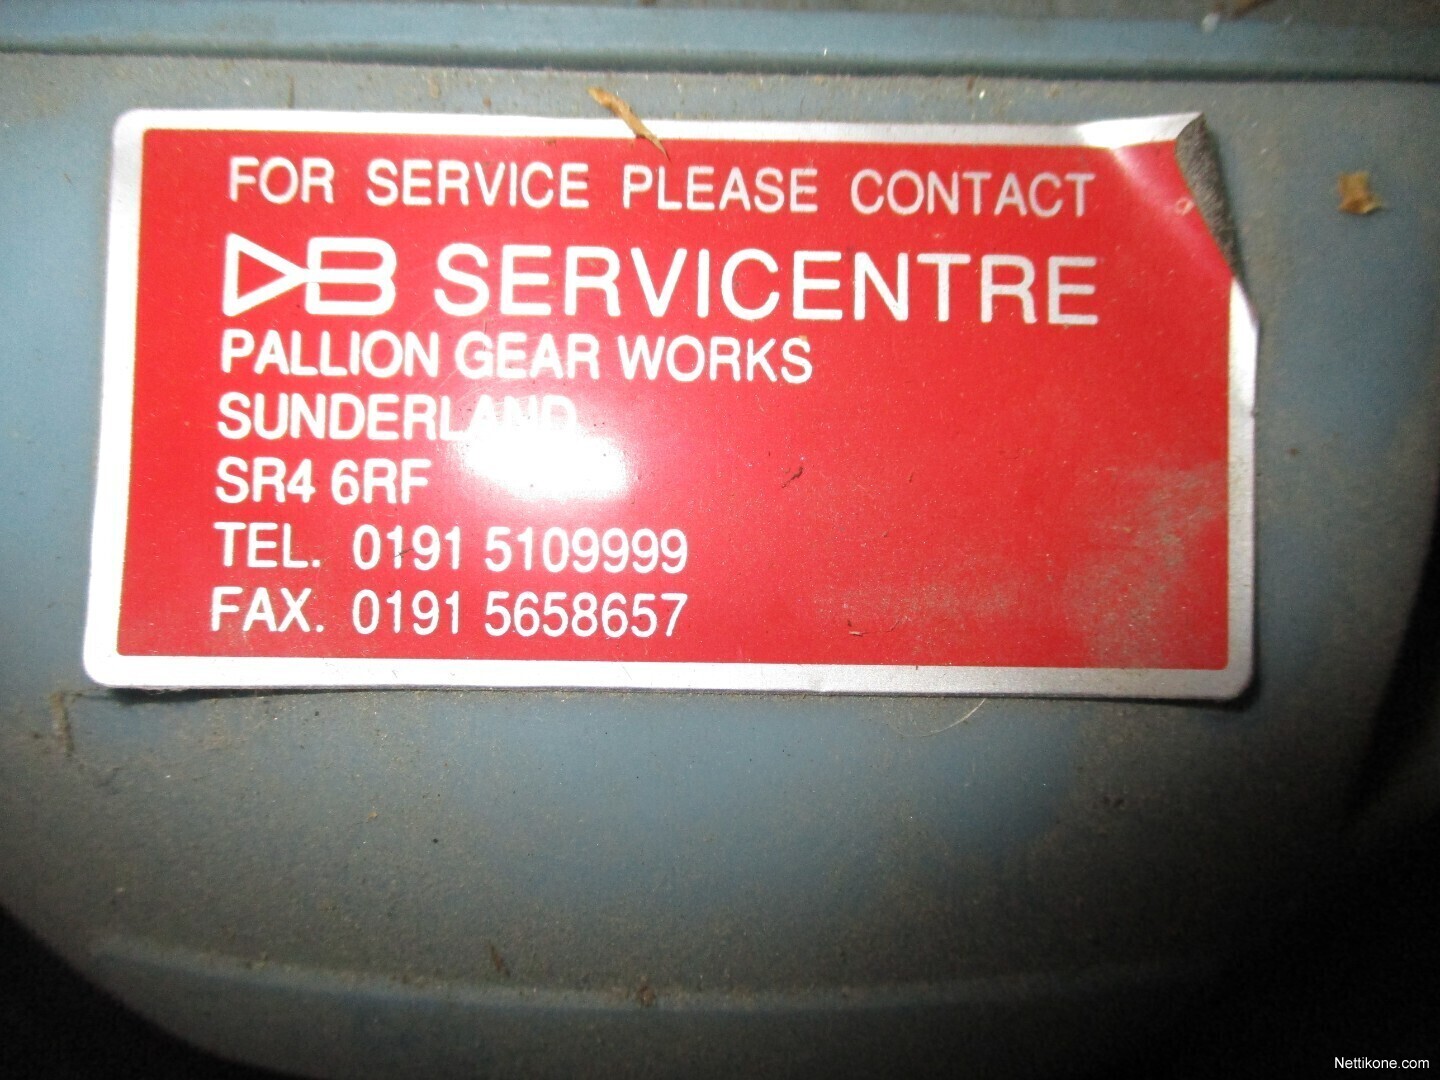 FOR SERVICE PLEASE CONTACT
DB SERVICENTRE
PALLION GEAR WORKS
SUNDERLAND
SR4 6RF
TEL. 0191 5109999
FAX. 0191 5658657
Nettikone.com